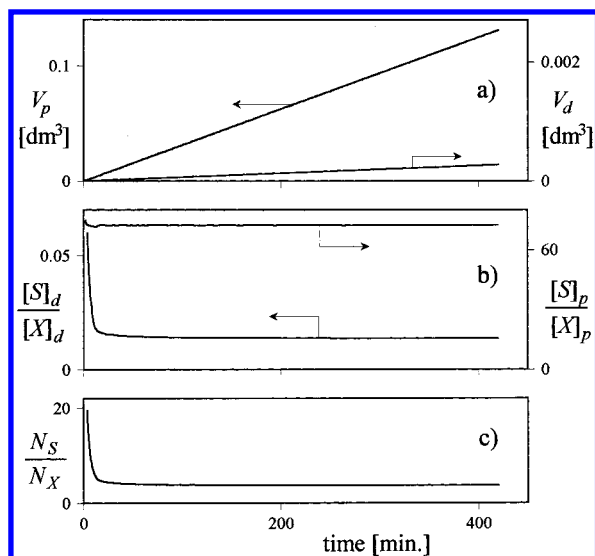 0.1
V_p
[dm³]
0
a)
0.002
V_d
[dm³]
0
0.05
[S]_d
[X]_d
0
b)
60
[S]_p
[X]_p
0
20
N_S
N_X
0
c)
0 200 400
time [min.]